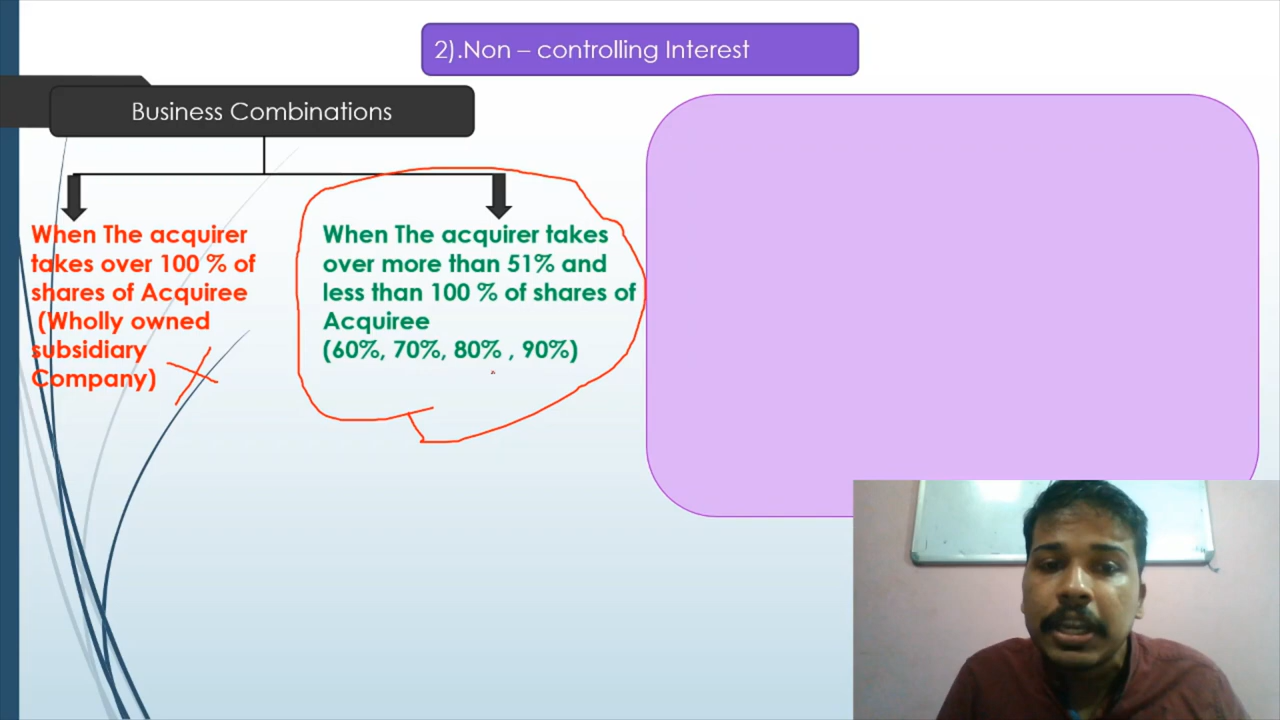 2).Non – controlling Interest
Business Combinations
When The acquirer
takes over 100 % of
shares of Acquiree
(Wholly owned
subsidiary
Company)
When The acquirer takes
over more than 51% and
less than 100 % of shares of
Acquiree
(60%, 70%, 80% , 90%)